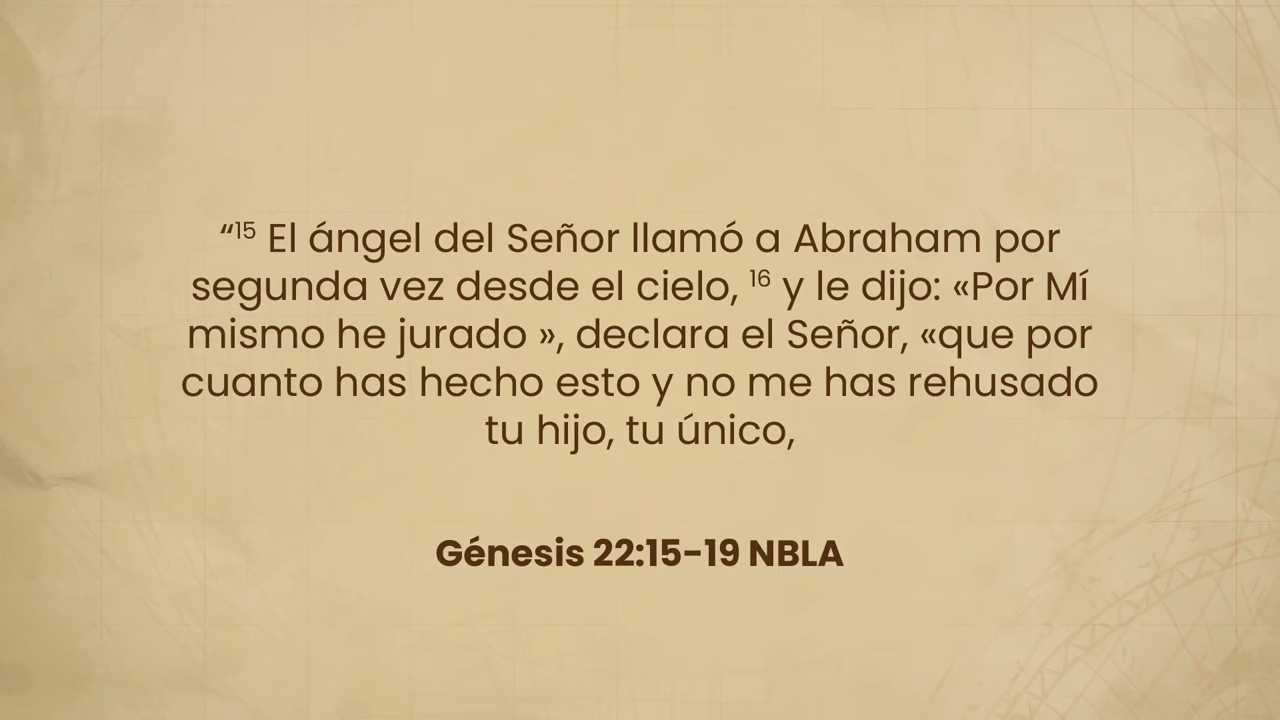 “¹⁵ El ángel del Señor llamó a Abraham por
segunda vez desde el cielo, ¹⁶ y le dijo: «Por Mí
mismo he jurado », declara el Señor, «que por
cuanto has hecho esto y no me has rehusado
tu hijo, tu único,
Génesis 22:15-19 NBLA